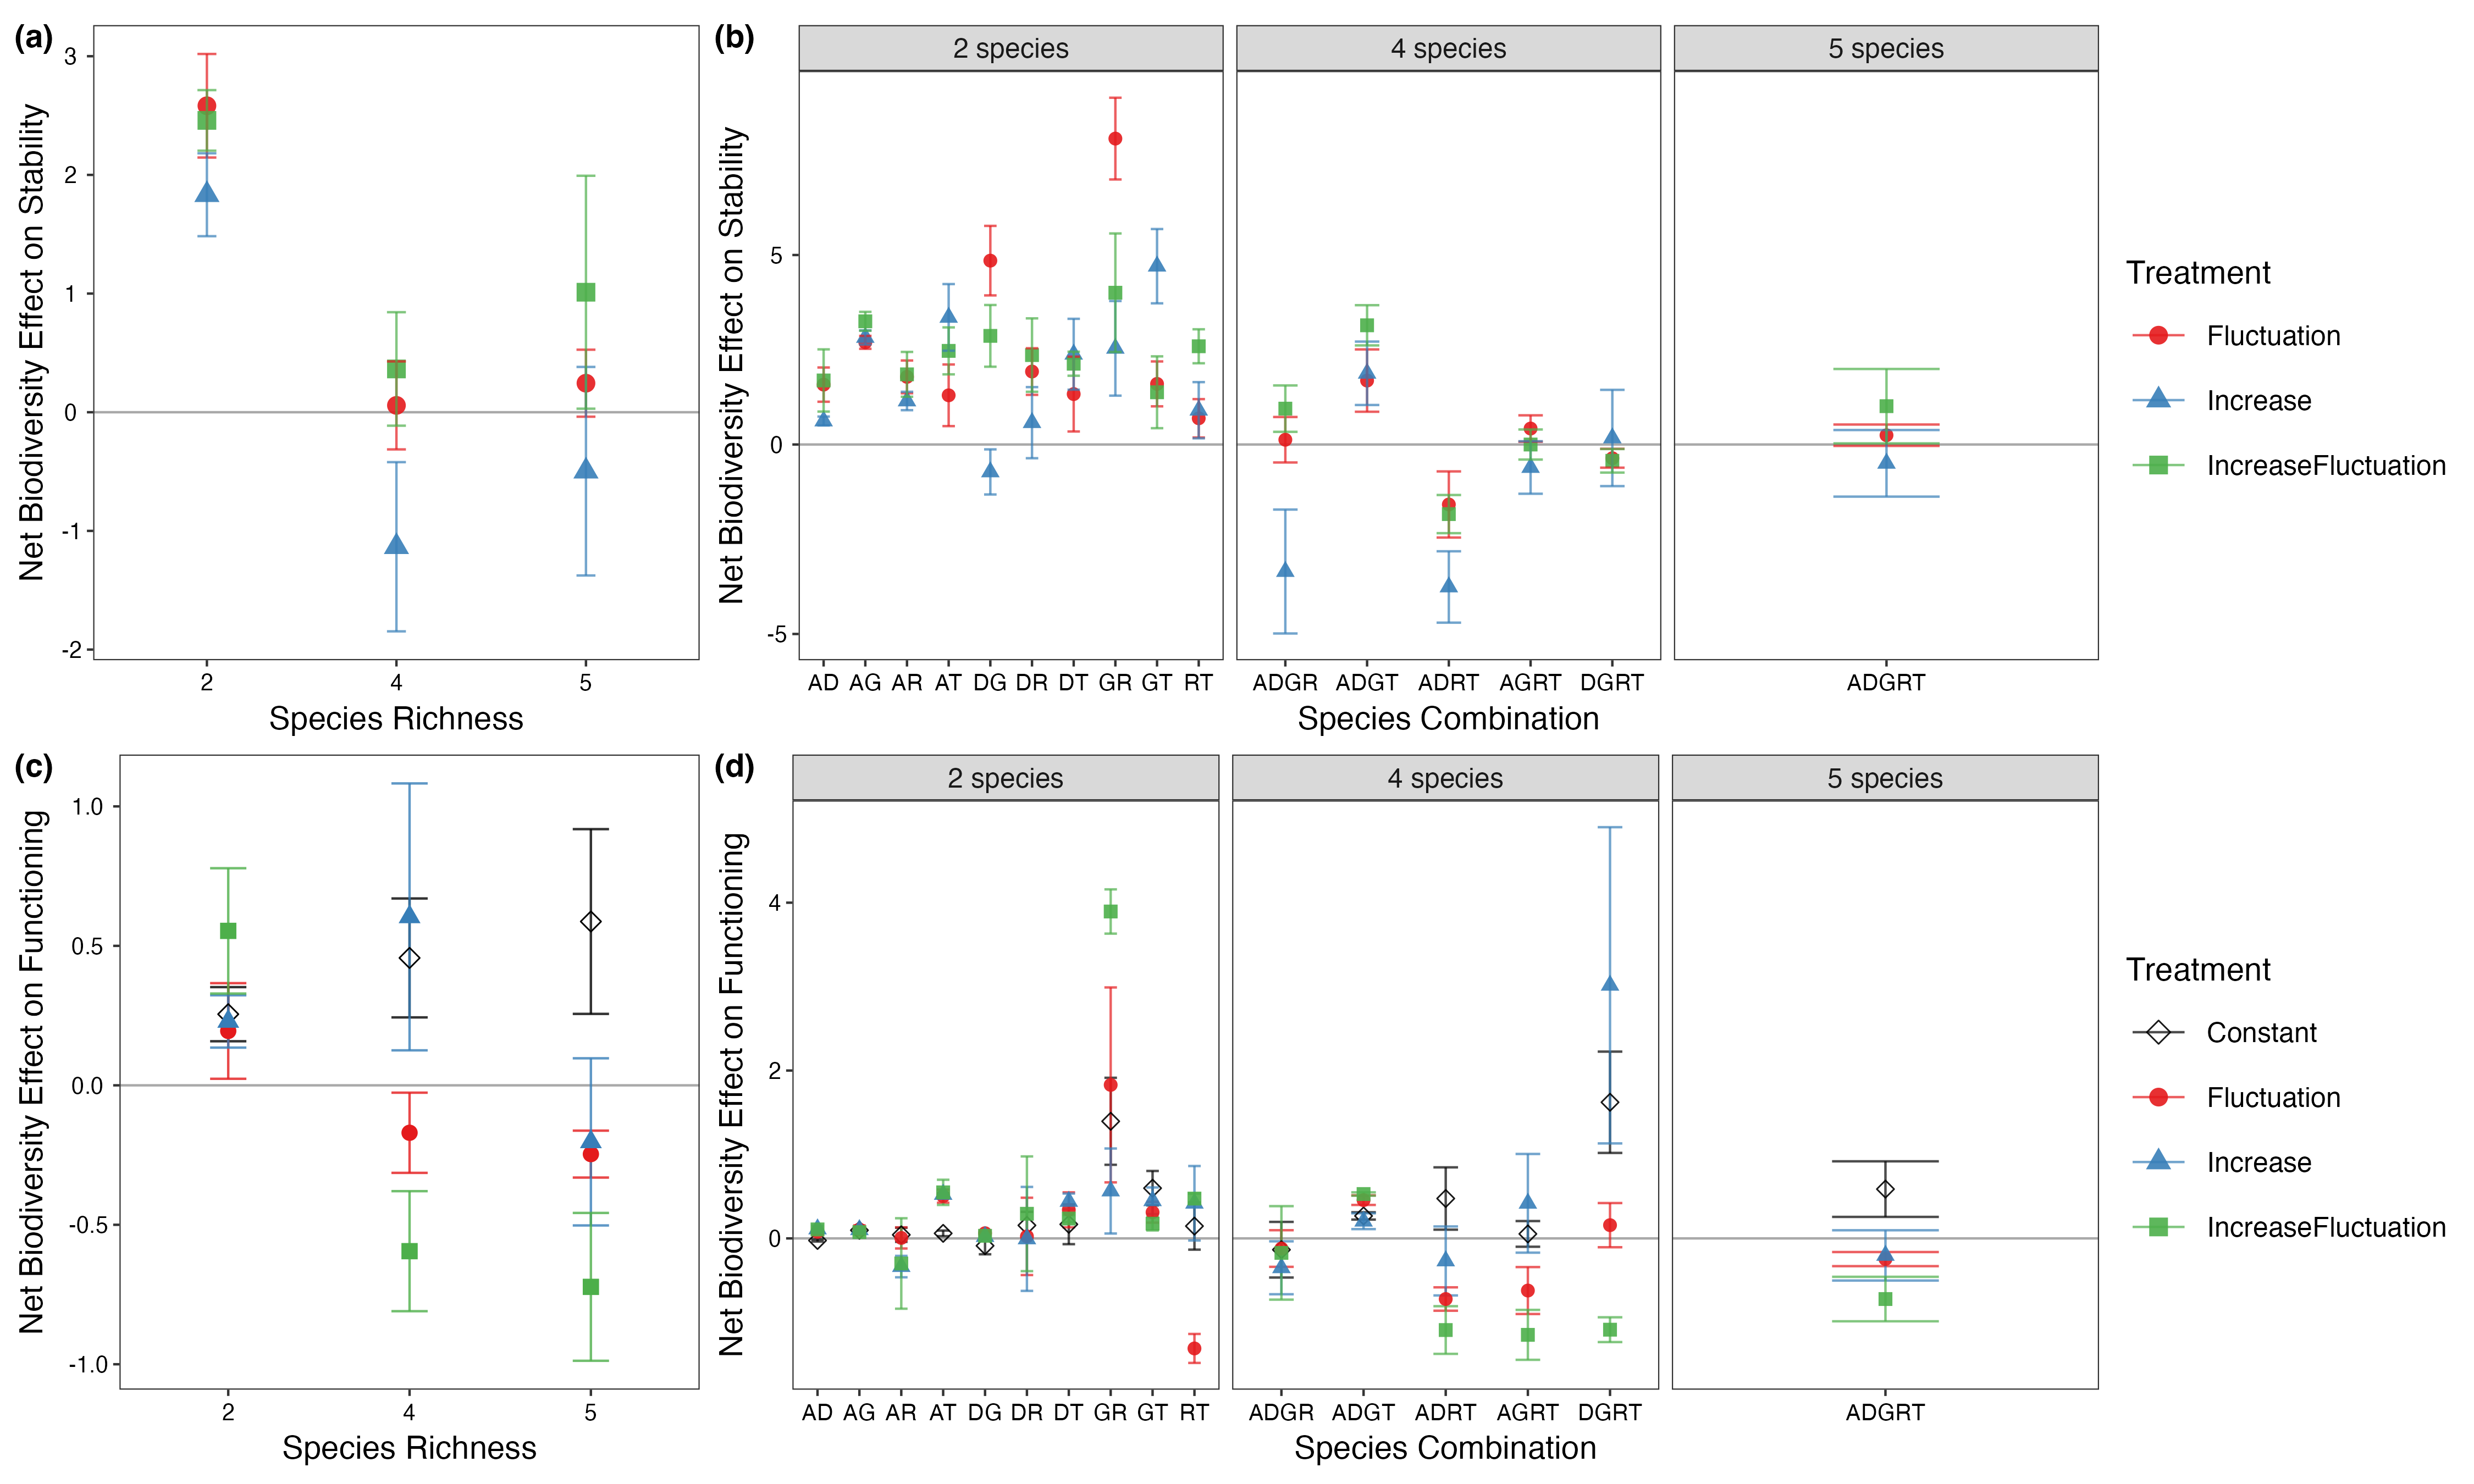 (a)
Net Biodiversity Effect on Stability
3
2
1
0
-1
-2
2 4 5
Species Richness
(b)
Net Biodiversity Effect on Stability
2 species 4 species 5 species
5
0
-5
AD AG AR AT DG DR DT GR GT RT ADGR ADGT ADRT AGRT DGRT ADGRT
Species Combination
Treatment
Fluctuation
Increase
IncreaseFluctuation
(c)
Net Biodiversity Effect on Functioning
1.0
0.5
0.0
-0.5
-1.0
2 4 5
Species Richness
(d)
Net Biodiversity Effect on Functioning
2 species 4 species 5 species
4
2
0
AD AG AR AT DG DR DT GR GT RT ADGR ADGT ADRT AGRT DGRT ADGRT
Species Combination
Treatment
Constant
Fluctuation
Increase
IncreaseFluctuation